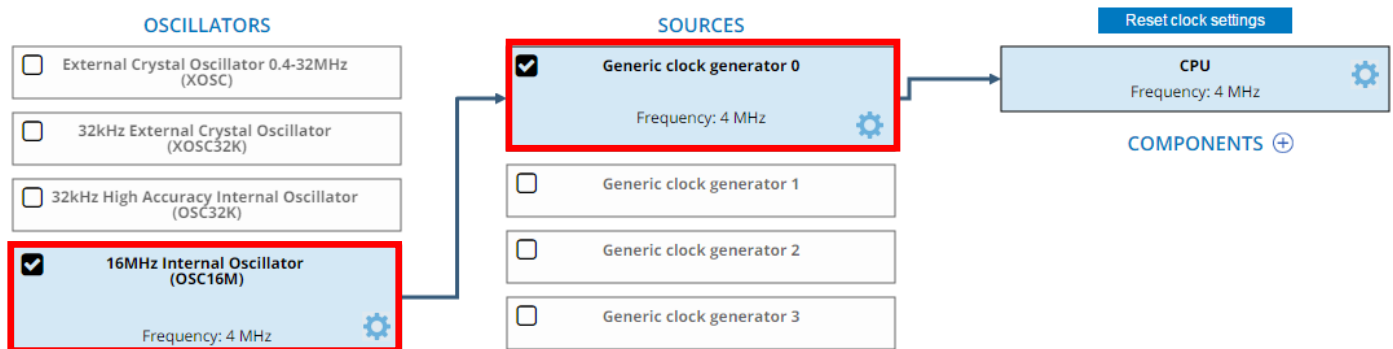 OSCILLATORS
External Crystal Oscillator 0.4-32MHz
(XOSC)
32kHz External Crystal Oscillator
(XOSC32K)
32kHz High Accuracy Internal Oscillator
(OSC32K)
16MHz Internal Oscillator
(OSC16M)
Frequency: 4 MHz
SOURCES
Generic clock generator 0
Frequency: 4 MHz
Generic clock generator 1
Generic clock generator 2
Generic clock generator 3
Reset clock settings
CPU
Frequency: 4 MHz
COMPONENTS